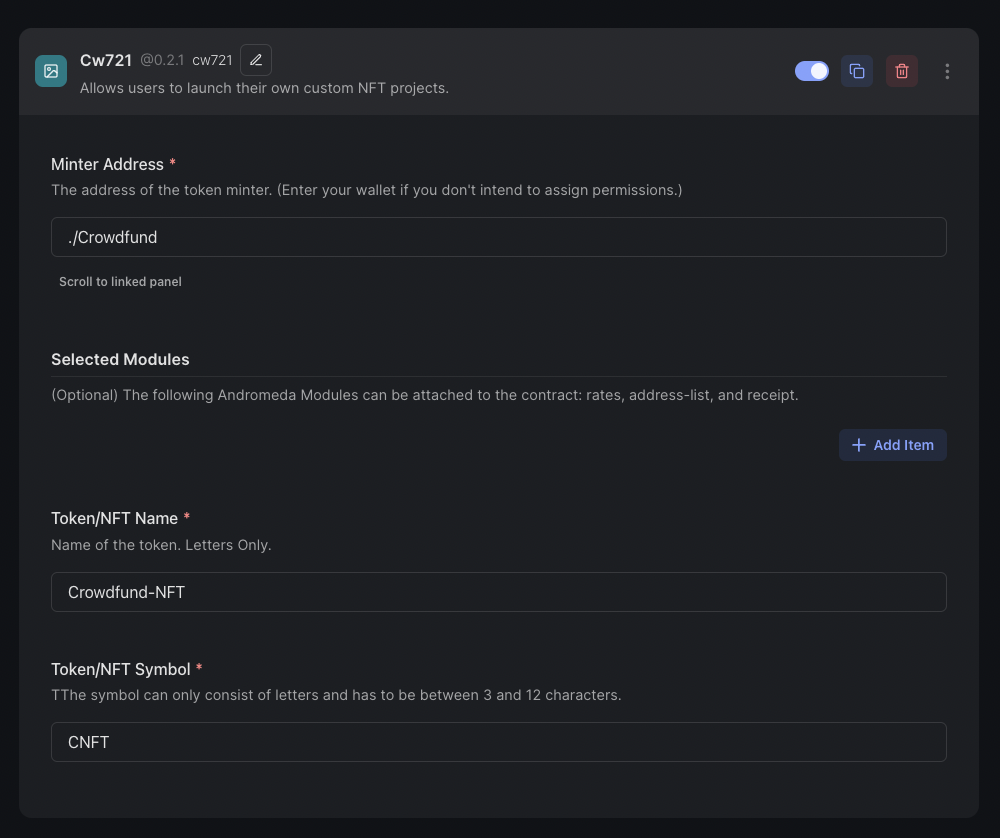 Cw721 @0.2.1 cw721
Allows users to launch their own custom NFT projects.
Minter Address *
The address of the token minter. (Enter your wallet if you don't intend to assign permissions.)
./Crowdfund
Scroll to linked panel
Selected Modules
(Optional) The following Andromeda Modules can be attached to the contract: rates, address-list, and receipt.
+ Add Item
Token/NFT Name *
Name of the token. Letters Only.
Crowdfund-NFT
Token/NFT Symbol *
TThe symbol can only consist of letters and has to be between 3 and 12 characters.
CNFT